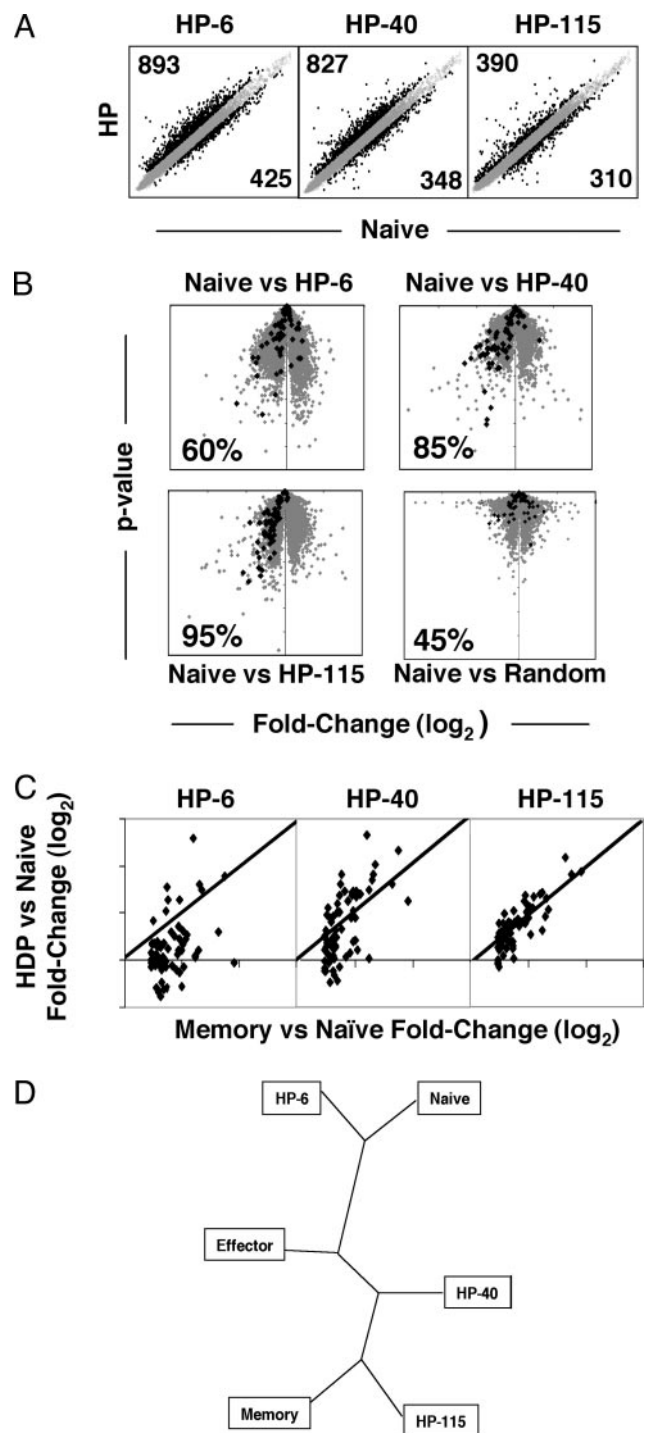 A
HP-6 HP-40 HP-115
893 827 390
HP
425 348 310
Naive
B
Naive vs HP-6 Naive vs HP-40
60% 85%
p-value
95% 45%
Naive vs HP-115 Naive vs Random
Fold-Change (log2)
C
HP-6 HP-40 HP-115
HDP vs Naive
Fold-Change (log2)
Memory vs Naïve Fold-Change (log2)
D
HP-6 Naive
Effector
HP-40
Memory HP-115